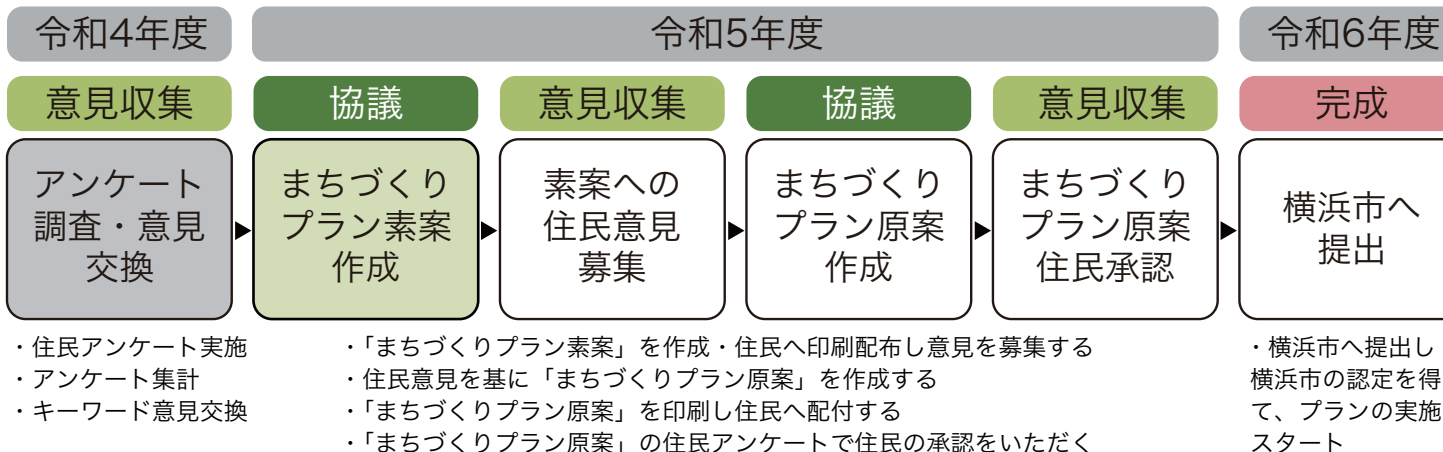 令和4年度
令和5年度
令和6年度
意見収集
協議
意見収集
協議
意見収集
完成
アンケート
調査・意見
交換
まちづくり
プラン素案
作成
素案への
住民意見
募集
まちづくり
プラン原案
作成
まちづくり
プラン原案
住民承認
横浜市へ
提出
・住民アンケート実施
・アンケート集計
・キーワード意見交換
・「まちづくりプラン素案」を作成・住民へ印刷配布し意見を募集する
・住民意見を基に「まちづくりプラン原案」を作成する
・「まちづくりプラン原案」を印刷し住民へ配付する
・「まちづくりプラン原案」の住民アンケートで住民の承認をいただく
・横浜市へ提出し
横浜市の認定を得
て、プランの実施
スタート